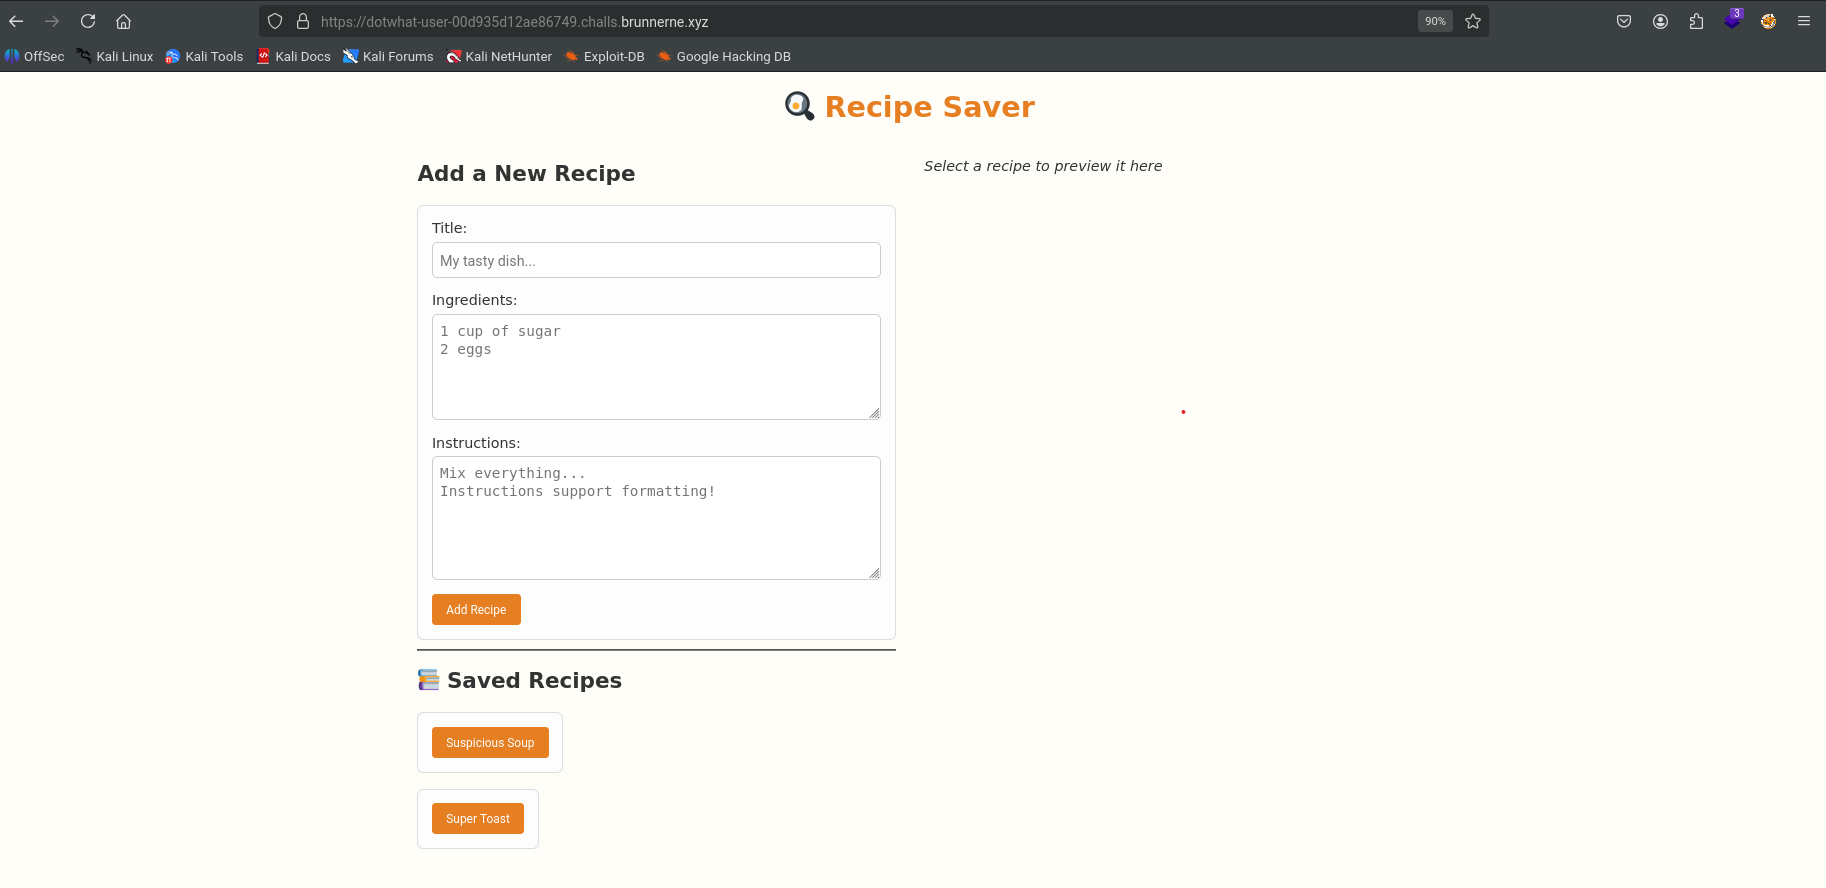 https://dotwhat-user-00d935d12ae86749.challs.brunnerne.xyz
90%
3
OffSec Kali Linux Kali Tools Kali Docs Kali Forums Kali NetHunter Exploit-DB Google Hacking DB
Recipe Saver
Add a New Recipe
Title:
My tasty dish...
Ingredients:
1 cup of sugar
2 eggs
Instructions:
Mix everything...
Instructions support formatting!
Add Recipe
Saved Recipes
Suspicious Soup
Super Toast
Select a recipe to preview it here